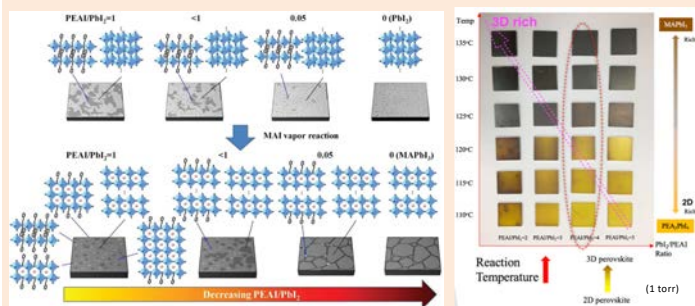 PEAI/PbI₂=1 <1 0.05 0 (PbI₂)
MAI vapor reaction
PEAI/PbI₂=1 <1 0.05 0 (MAPbI₃)
Decreasing PEAI/PbI₂
Temp
3D rich
MAPbI₃
Rich
135°C
130°C
125°C
120°C
115°C
110°C
2D
Rich
PEA₂PbI₄
PbI₂/PEAI
Ratio
Reaction
Temperature
3D perovskite
2D perovskite
(1 torr)